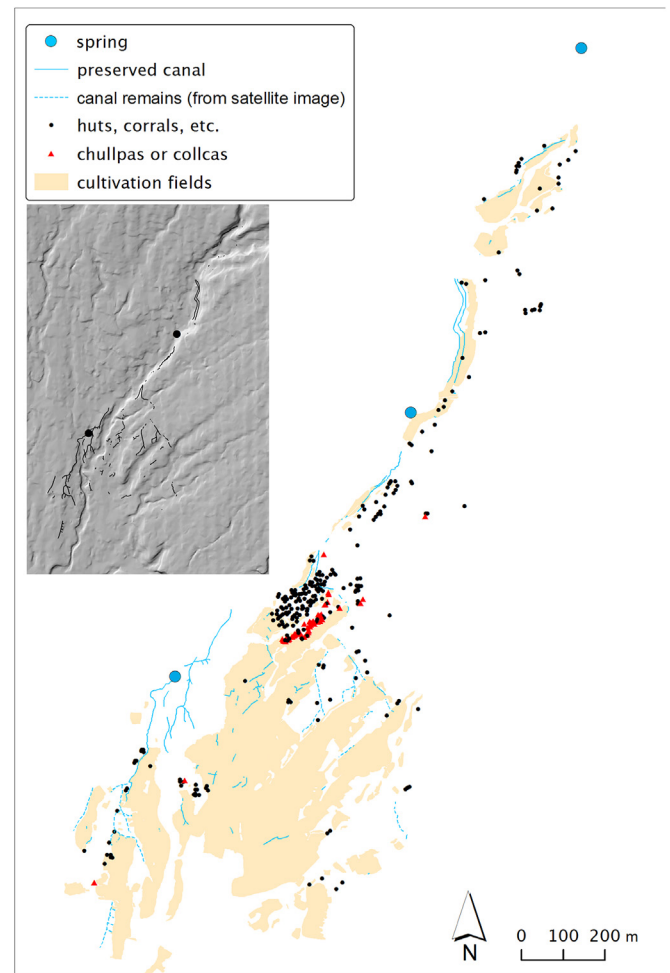 spring
preserved canal
canal remains (from satellite image)
huts, corrals, etc.
chullpas or collcas
cultivation fields
N
0 100 200 m